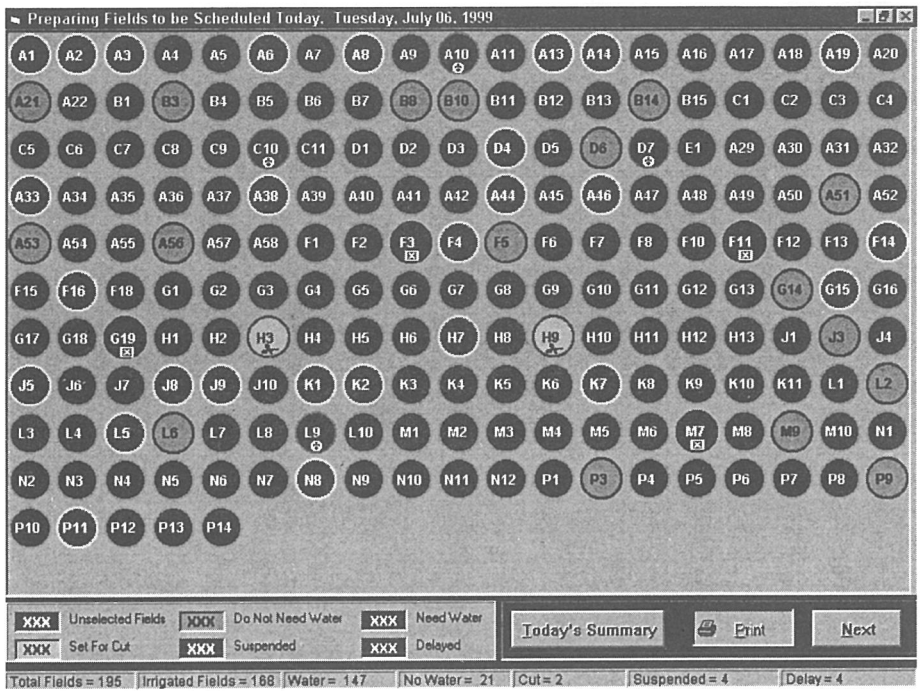 Preparing Fields to be Scheduled Today. Tuesday, July 06, 1999
A1 A2 A3 A4 A5 A6 A7 A8 A9 A10 A11 A13 A14 A15 A16 A17 A18 A19 A20
A21 A22 B1 B3 B4 B5 B6 B7 B8 B10 B11 B12 B13 B14 B15 C1 C2 C3 C4
C5 C6 C7 C8 C9 C10 C11 D1 D2 D3 D4 D5 D6 D7 E1 A29 A30 A31 A32
A33 A34 A35 A36 A37 A38 A39 A40 A41 A42 A44 A45 A46 A47 A48 A49 A50 A51 A52
A53 A54 A55 A56 A57 A58 F1 F2 F3 F4 F5 F6 F7 F8 F10 F11 F12 F13 F14
F15 F16 F18 G1 G2 G3 G4 G5 G6 G7 G8 G9 G10 G11 G12 G13 G14 G15 G16
G17 G18 G19 H1 H2 H3 H4 H5 H6 H7 H8 H9 H10 H11 H12 H13 J1 J3 J4
J5 J6 J7 J8 J9 J10 K1 K2 K3 K4 K5 K6 K7 K8 K9 K10 K11 L1 L2
L3 L4 L5 L6 L7 L8 L9 L10 M1 M2 M3 M4 M5 M6 M7 M8 M9 M10 N1
N2 N3 N4 N5 N6 N7 N8 N9 N10 N11 N12 P1 P3 P4 P5 P6 P7 P8 P9
P10 P11 P12 P13 P14
XXX Unselected Fields XXX Do Not Need Water XXX Need Water
XXX Set For Cut XXX Suspended XXX Delayed
Today's Summary Print Next
Total Fields = 195 Irrigated Fields = 168 Water = 147 No Water = 21 Cut = 2 Suspended = 4 Delay = 4